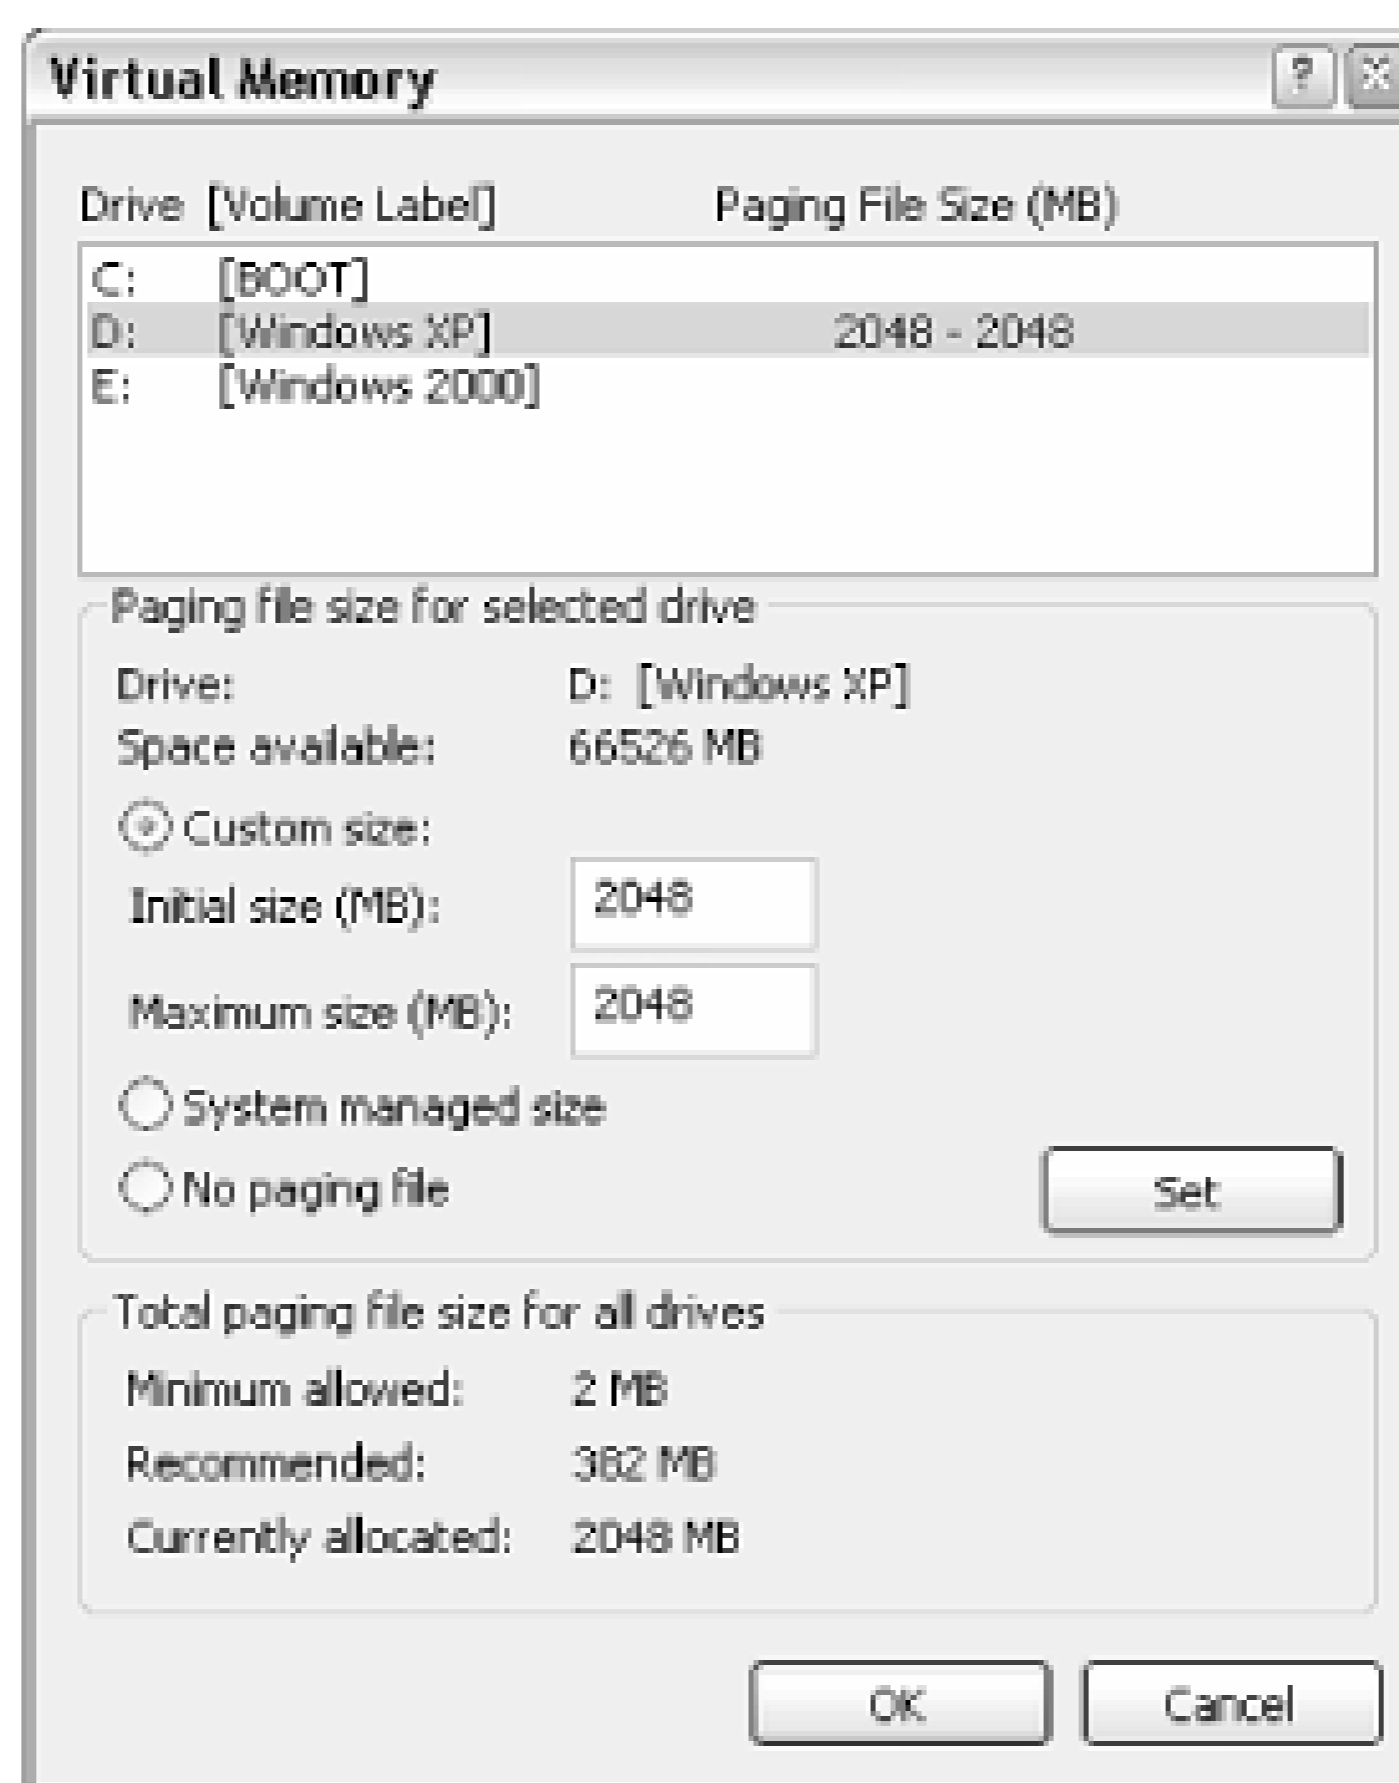 Virtual Memory
Drive [Volume Label] Paging File Size (MB)
C: [BOOT]
D: [Windows XP] 2048 - 2048
E: [Windows 2000]
Paging file size for selected drive
Drive: D: [Windows XP]
Space available: 66526 MB
Custom size:
Initial size (MB): 2048
Maximum size (MB): 2048
System managed size
No paging file
Set
Total paging file size for all drives
Minimum allowed: 2 MB
Recommended: 382 MB
Currently allocated: 2048 MB
OK Cancel